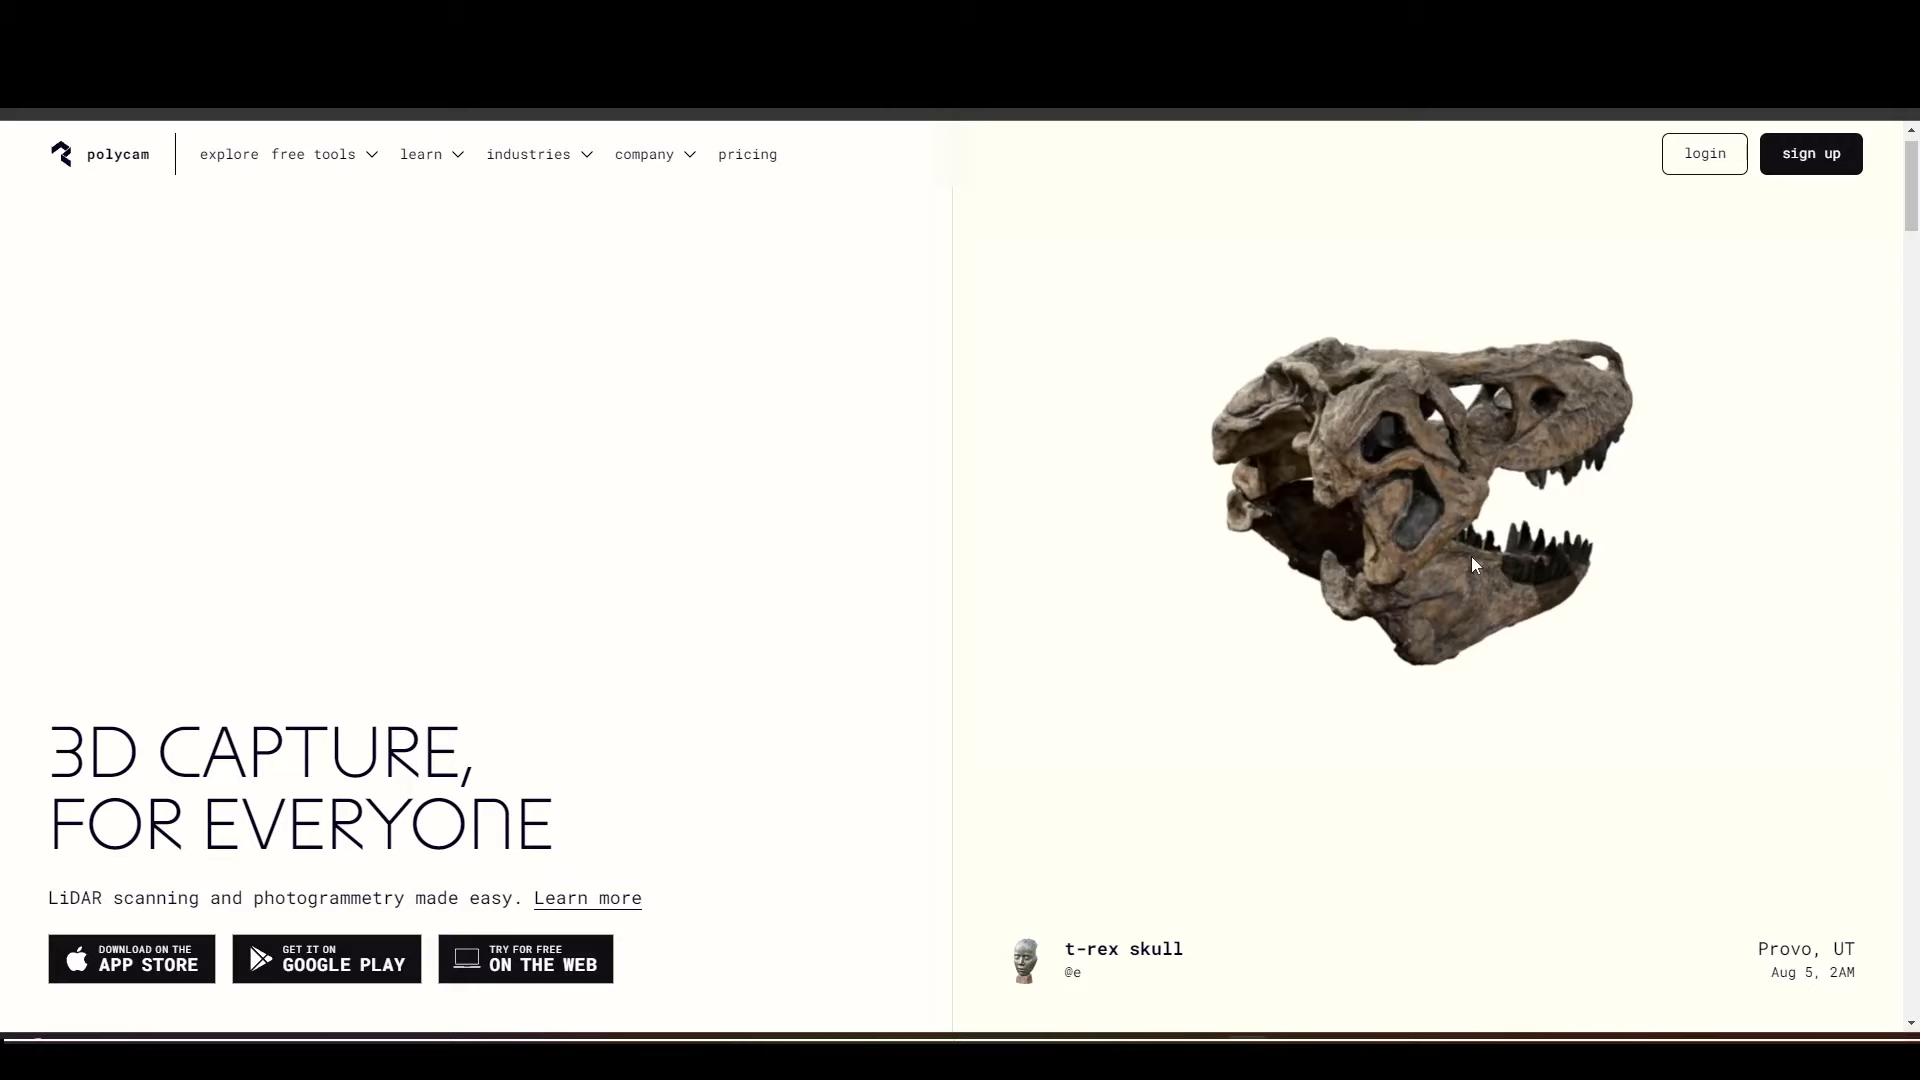 polycam
explore free tools learn industries company pricing
login
sign up
3D CAPTURE,
FOR EVERYONE
LiDAR scanning and photogrammetry made easy. Learn more
DOWNLOAD ON THE
APP STORE
GET IT ON
GOOGLE PLAY
TRY FOR FREE
ON THE WEB
t-rex skull
@e
Provo, UT
Aug 5, 2AM